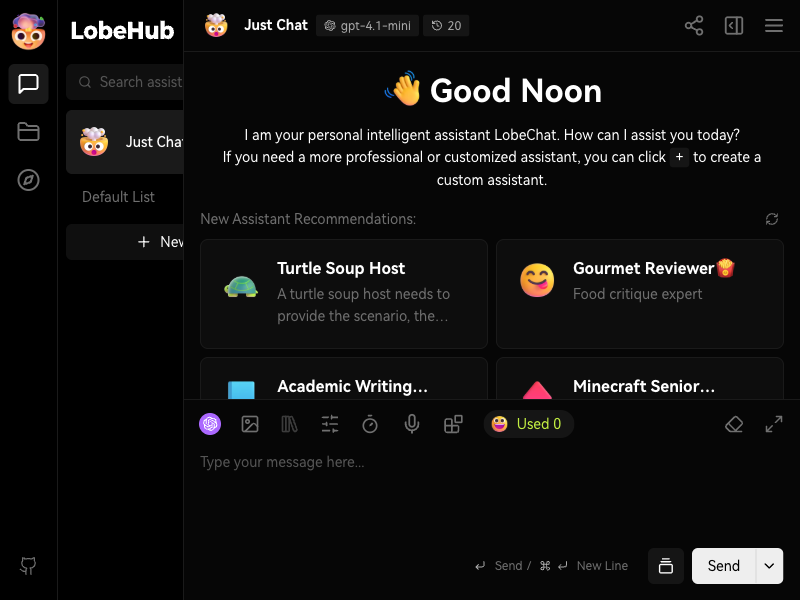 LobeHub
Search assist
Just Chat
Default List
New
Just Chat
gpt-4.1-mini
20
Good Noon
I am your personal intelligent assistant LobeChat. How can I assist you today?
If you need a more professional or customized assistant, you can click + to create a
custom assistant.
New Assistant Recommendations:
Turtle Soup Host
A turtle soup host needs to
provide the scenario, the…
Gourmet Reviewer🍟
Food critique expert
Academic Writing…
Minecraft Senior…
Used 0
Type your message here...
↵ Send / ⌘ ↵ New Line
Send